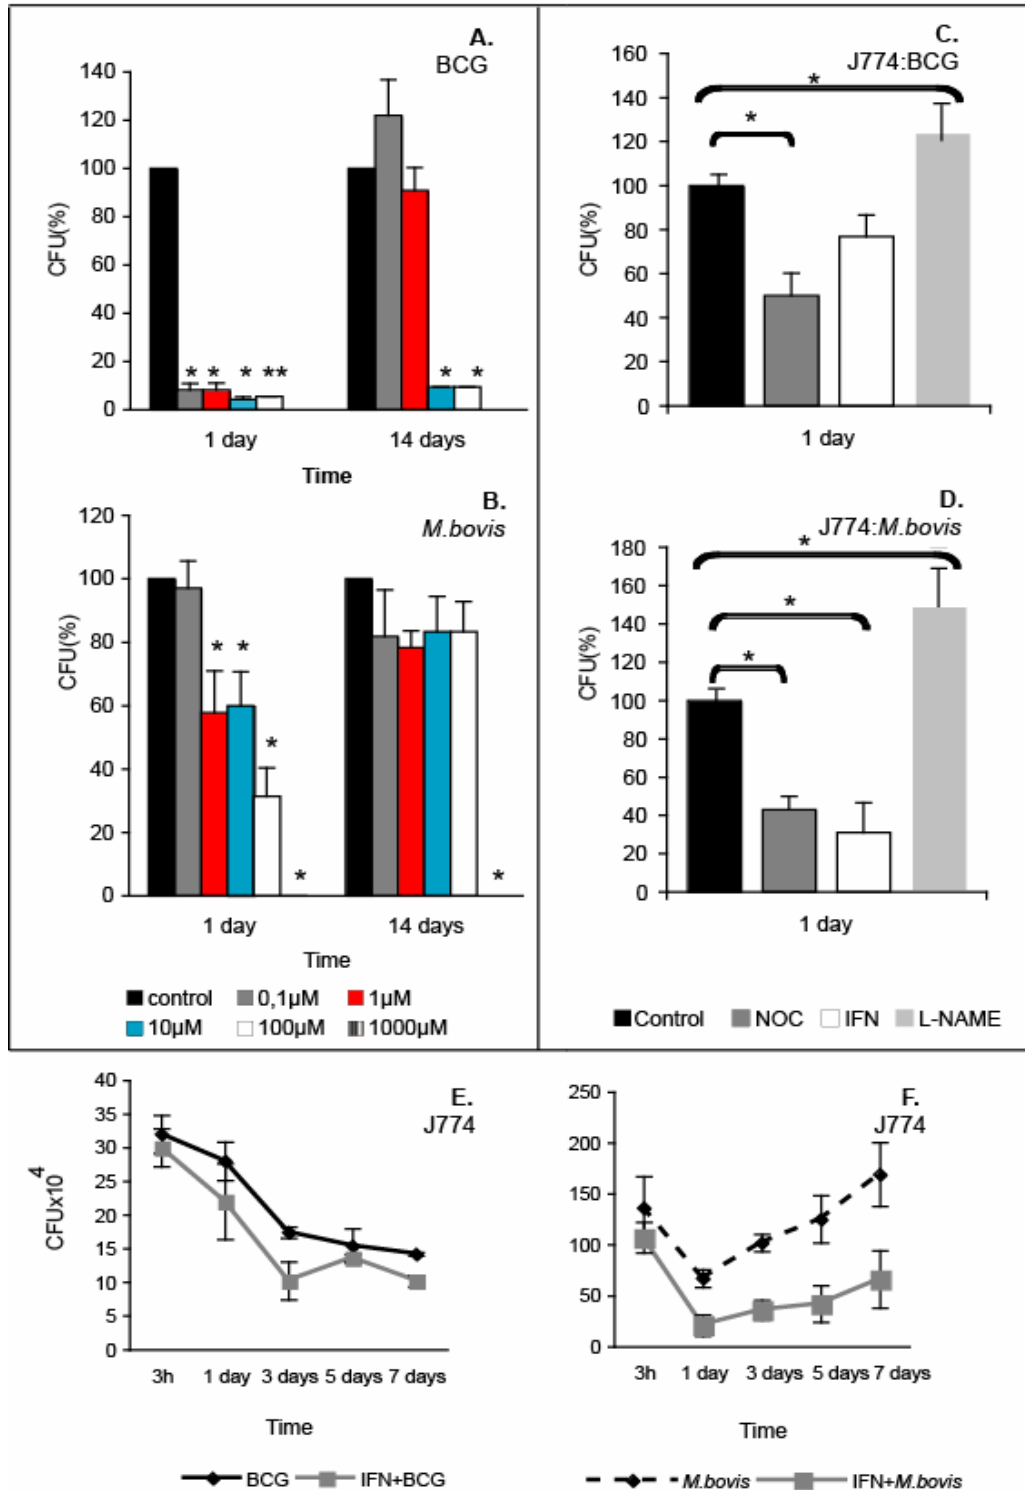 A.
BCG
140
120
100
80
60
40
20
0
CFU(%)
* * * **
* *
1 day 14 days
Time
B.
M.bovis
120
100
80
60
40
20
0
CFU(%)
* *
*
*
*
1 day 14 days
Time
control 0,1µM 1µM
10µM 100µM 1000µM
C.
J774:BCG
160
140
120
100
80
60
40
20
0
CFU(%)
*
*
1 day
D.
J774:M.bovis
180
160
140
120
100
80
60
40
20
0
CFU(%)
*
*
*
1 day
Control NOC IFN L-NAME
E.
J774
40
35
30
25
20
15
10
5
0
CFUx10^4
3h 1 day 3 days 5 days 7 days
Time
BCG IFN+BCG
F.
J774
250
200
150
100
50
0
3h 1 day 3 days 5 days 7 days
Time
M.bovis IFN+M.bovis